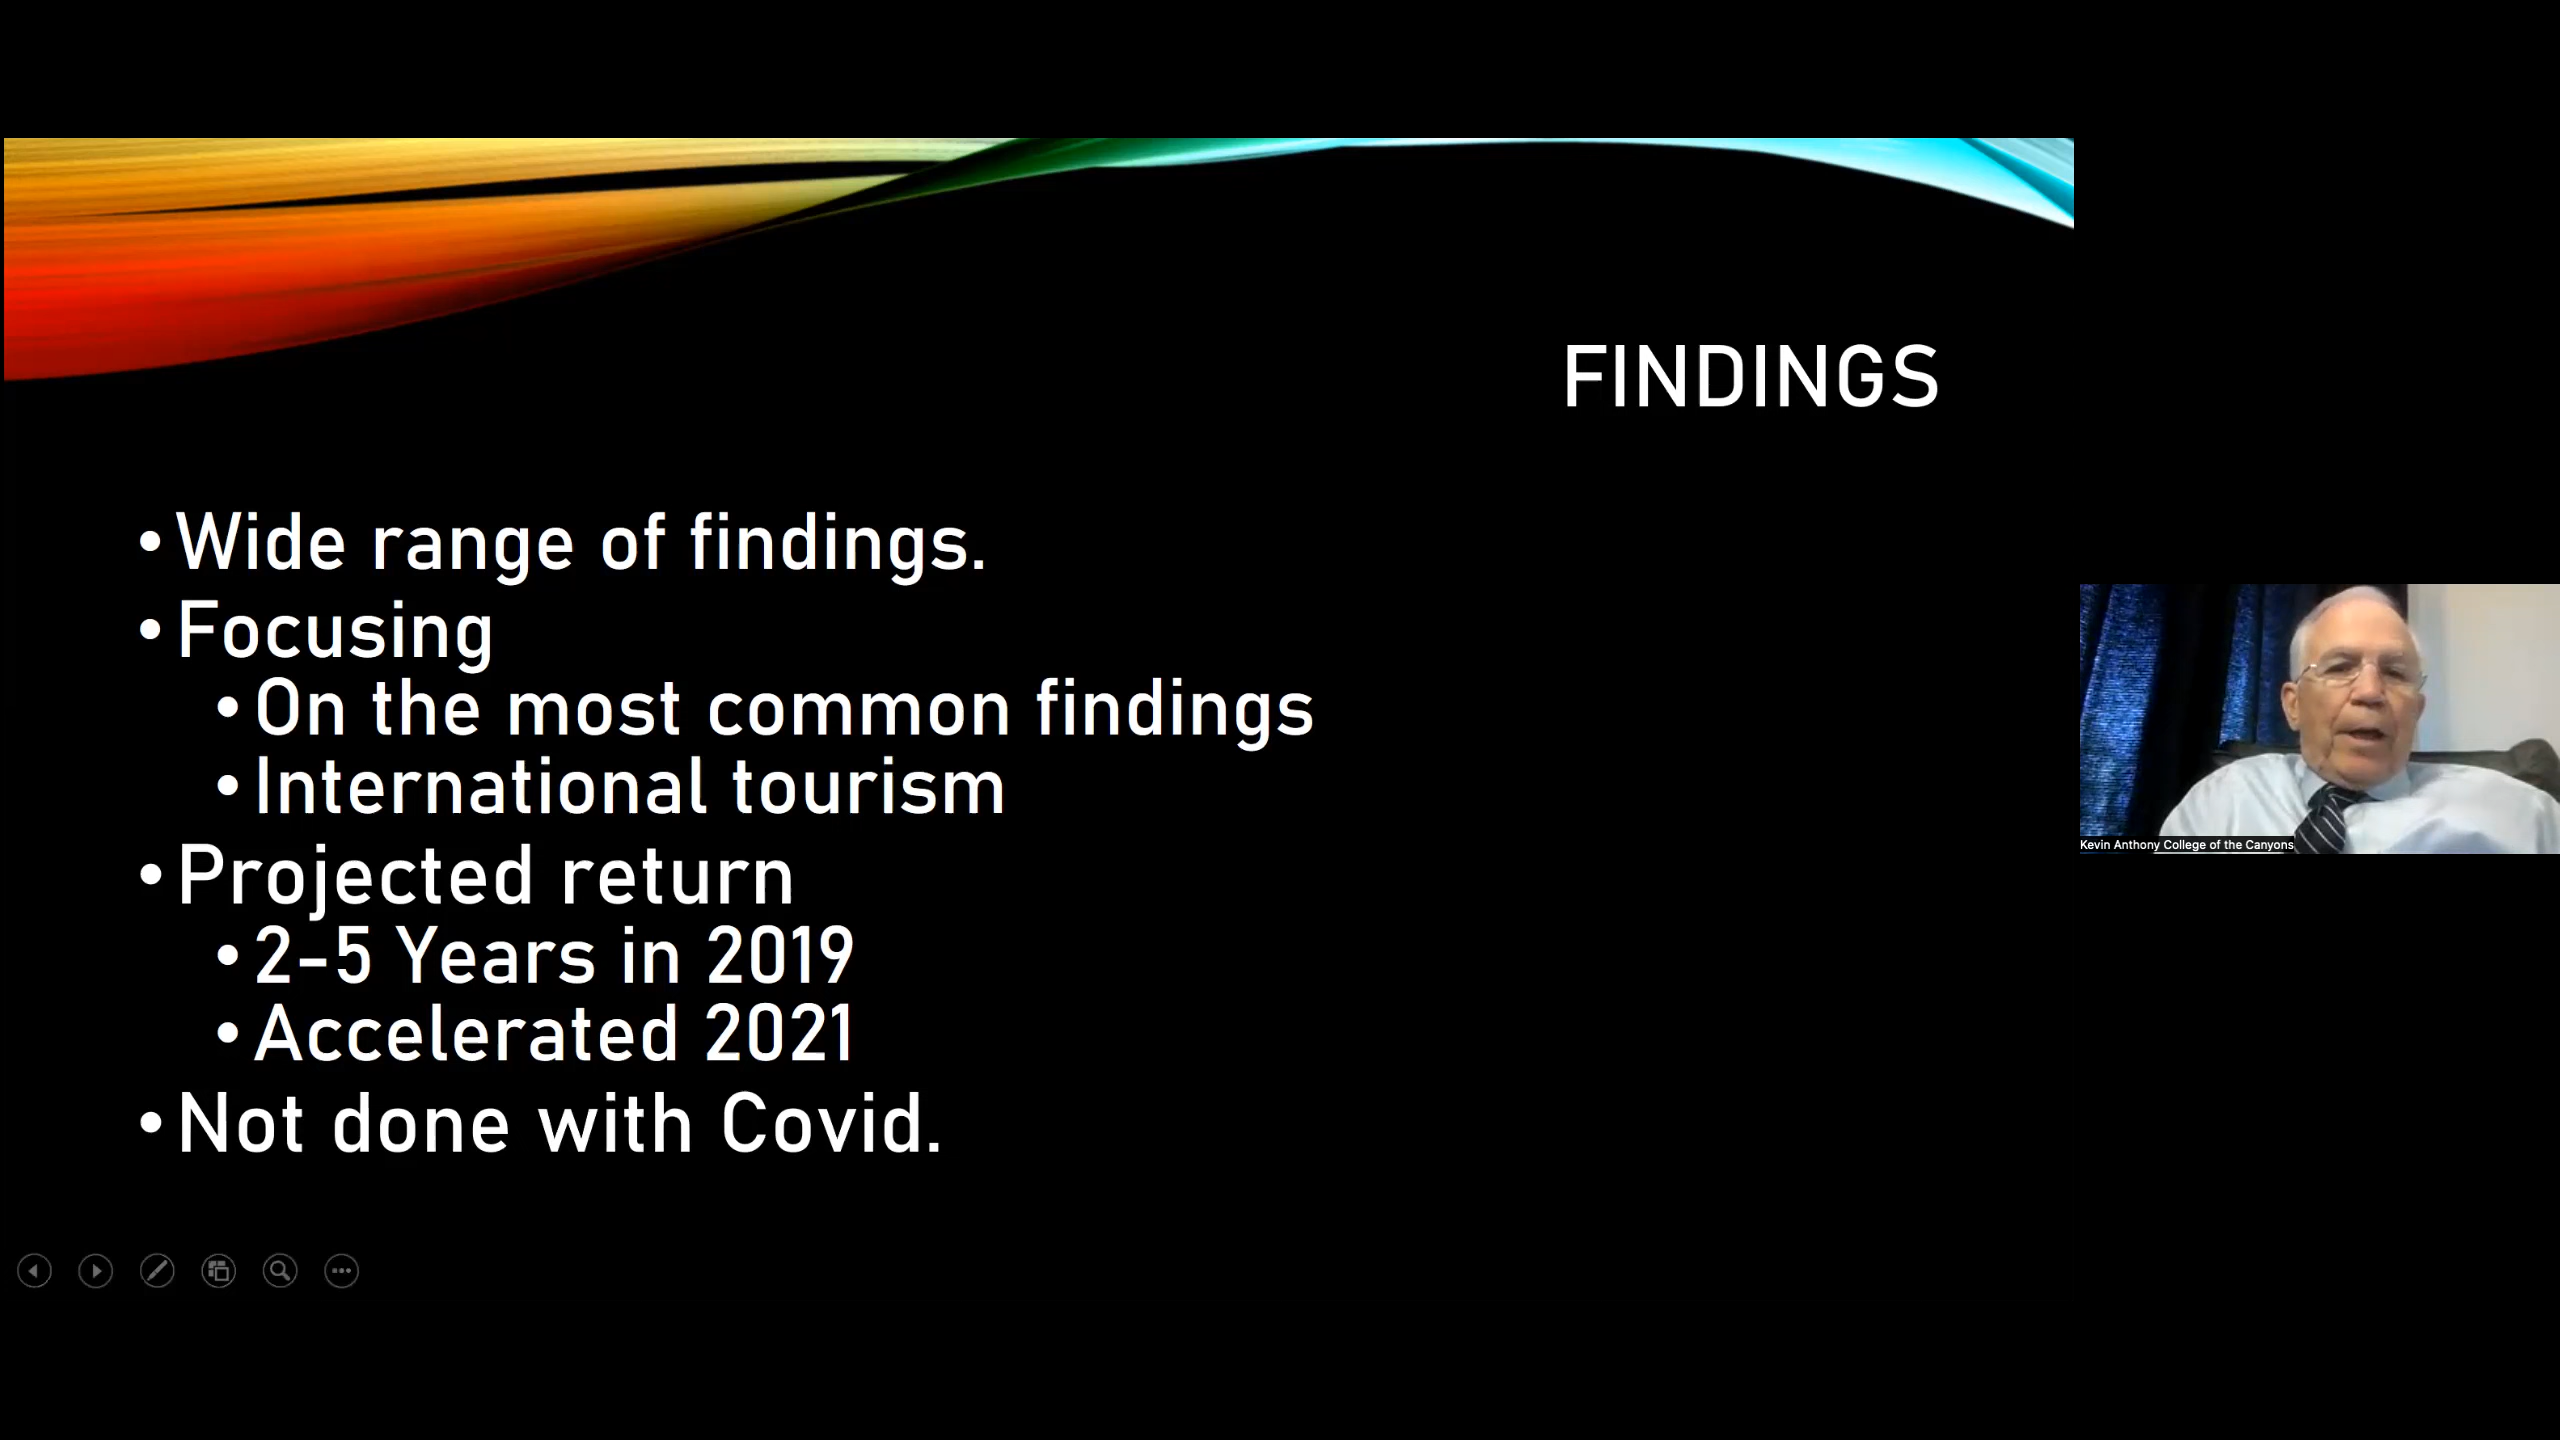 FINDINGS
• Wide range of findings.
• Focusing
• On the most common findings
• International tourism
• Projected return
• 2-5 Years in 2019
• Accelerated 2021
• Not done with Covid.
Kevin Anthony College of the Canyons